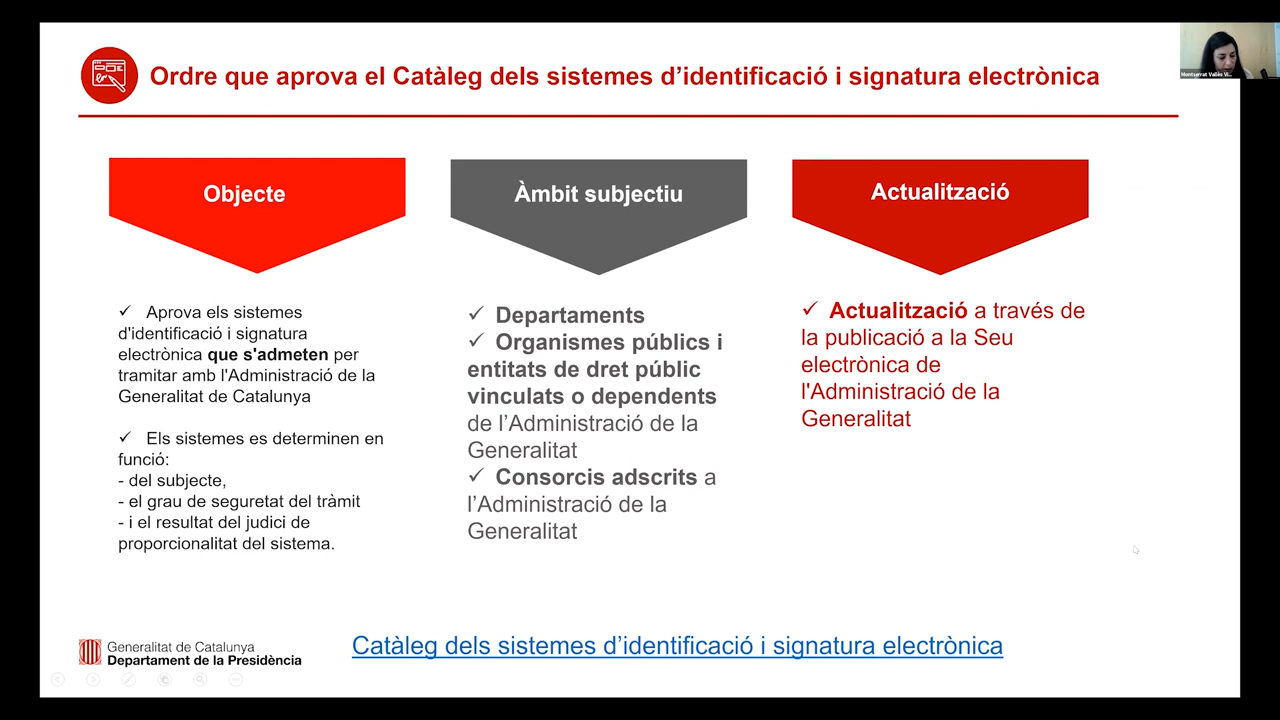 Ordre que aprova el Catàleg dels sistemes d’identificació i signatura electrònica
Montserrat Vallès Vi...
Objecte
✓ Aprova els sistemes
d'identificació i signatura
electrònica que s'admeten per
tramitar amb l'Administració de la
Generalitat de Catalunya
✓ Els sistemes es determinen en
funció:
- del subjecte,
- el grau de seguretat del tràmit
- i el resultat del judici de
proporcionalitat del sistema.
Àmbit subjectiu
✓ Departaments
✓ Organismes públics i
entitats de dret públic
vinculats o dependents
de l’Administració de la
Generalitat
✓ Consorcis adscrits a
l’Administració de la
Generalitat
Actualització
✓ Actualització a través de
la publicació a la Seu
electrònica de
l'Administració de la
Generalitat
Generalitat de Catalunya
Departament de la Presidència
Catàleg dels sistemes d’identificació i signatura electrònica